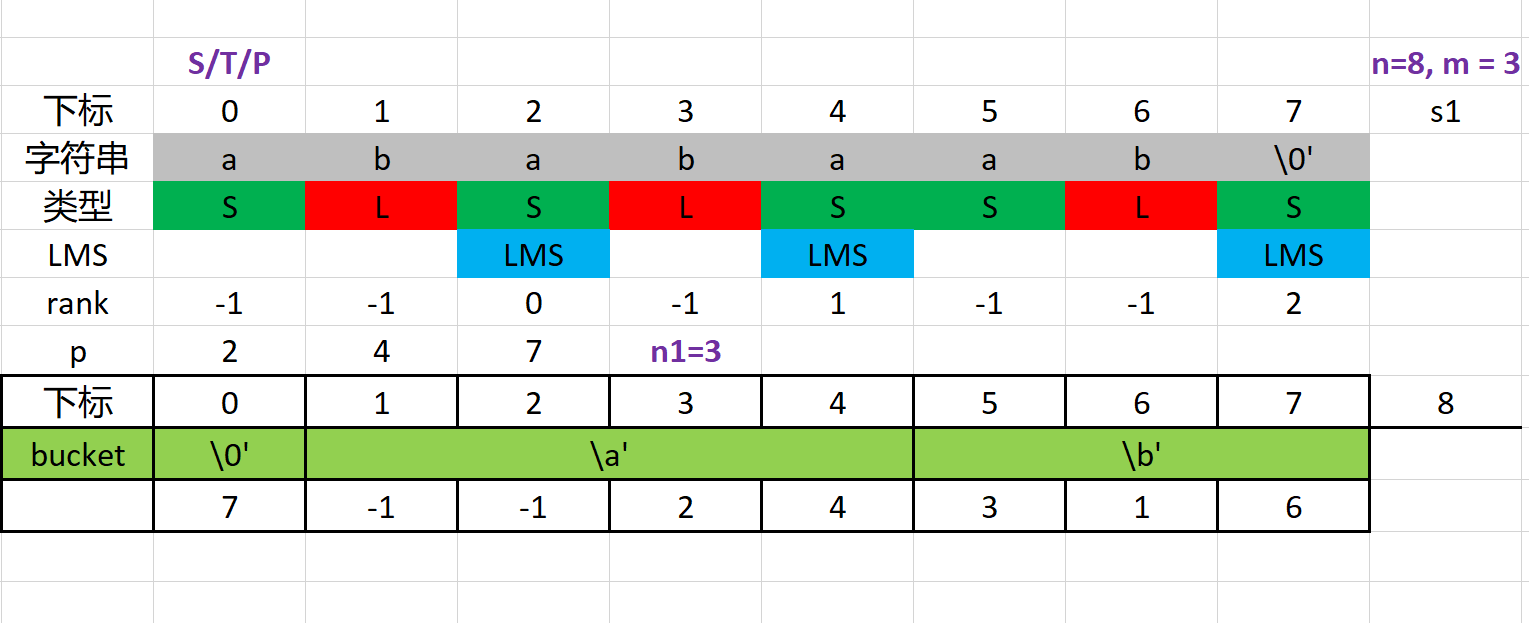 S/T/P n=8, m = 3
下标 0 1 2 3 4 5 6 7 s1
字符串 a b a b a a b \0'
类型 S L S L S S L S
LMS LMS LMS LMS
rank -1 -1 0 -1 1 -1 -1 2
p 2 4 7 n1=3
下标 0 1 2 3 4 5 6 7 8
bucket \0' \a' \b'
7 -1 -1 2 4 3 1 6